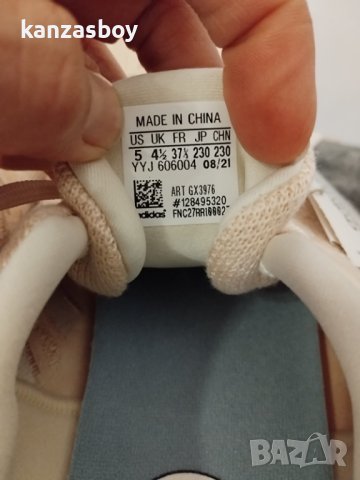 kanzasboy
MADE IN CHINA
US UK FR JP CHN
5 4½ 37⅓ 230 230
YYJ 606004 08/21
ART GX3976
#128495320
adidas
BAZAR